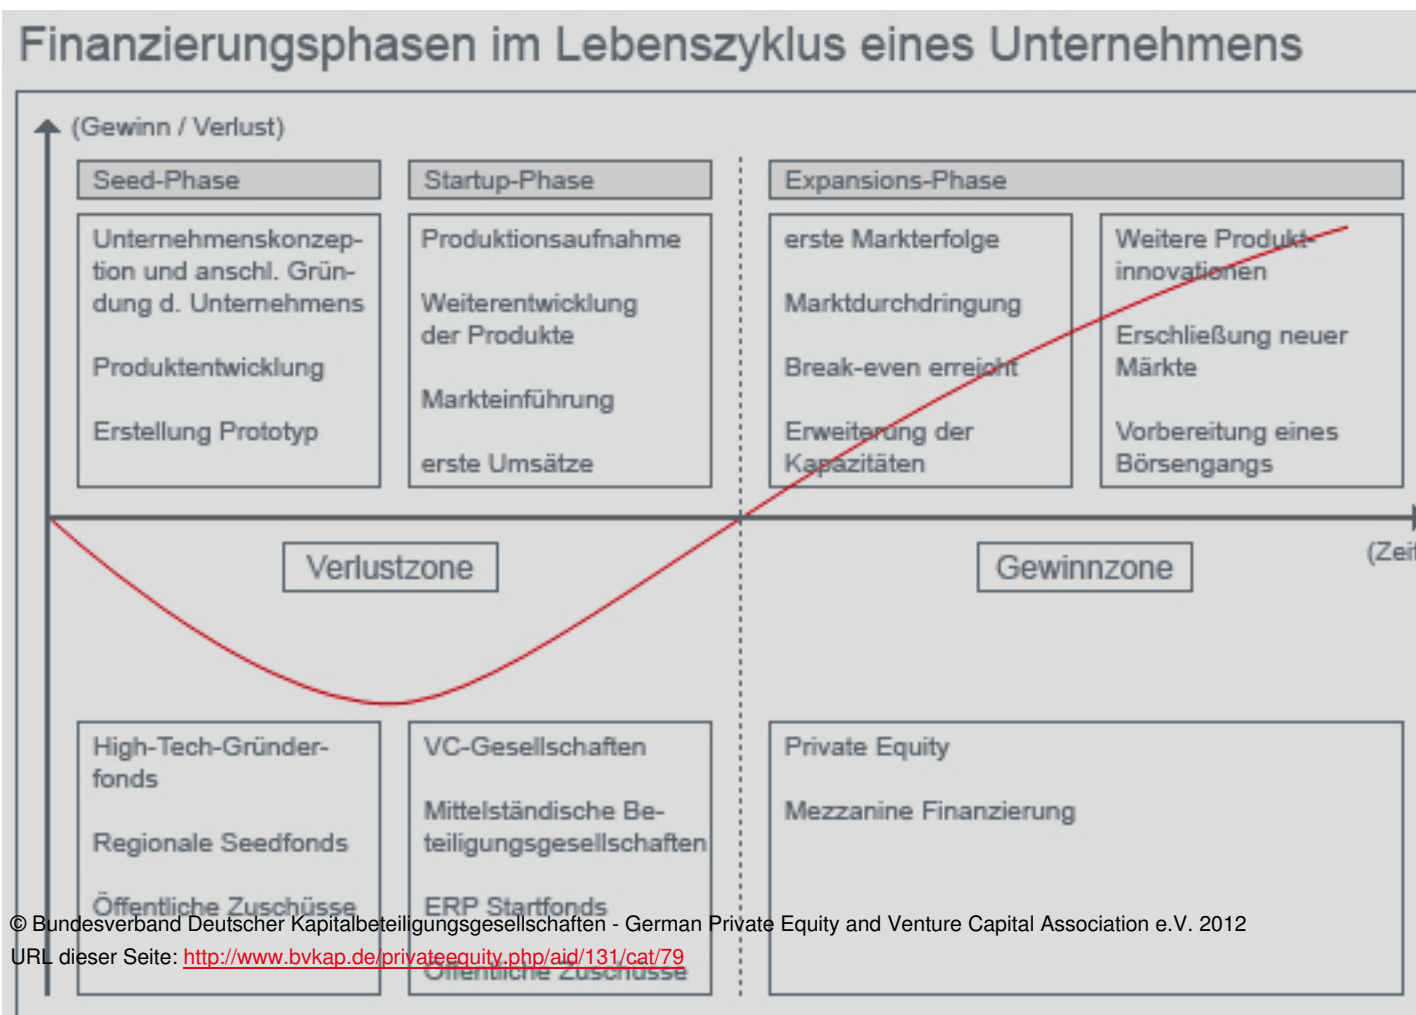 Finanzierungsphasen im Lebenszyklus eines Unternehmens
(Gewinn / Verlust)
Seed-Phase
Unternehmenskonzep-
tion und anschl. Grün-
dung d. Unternehmens
Produktentwicklung
Erstellung Prototyp
Startup-Phase
Produktionsaufnahme
Weiterentwicklung
der Produkte
Markteinführung
erste Umsätze
Expansions-Phase
erste Markterfolge
Marktdurchdringung
Break-even erreicht
Erweiterung der
Kapazitäten
Weitere Produkt-
innovationen
Erschließung neuer
Märkte
Vorbereitung eines
Börsengangs
(Zeit
Verlustzone
Gewinnzone
High-Tech-Gründer-
fonds
Regionale Seedfonds
Öffentliche Zuschüsse
VC-Gesellschaften
Mittelständische Be-
teiligungsgesellschaften
ERP Startfonds
Öffentliche Zuschüsse
Private Equity
Mezzanine Finanzierung
© Bundesverband Deutscher Kapitalbeteiligungsgesellschaften - German Private Equity and Venture Capital Association e.V. 2012
URL dieser Seite: http://www.bvkap.de/privateequity.php/aid/131/cat/79